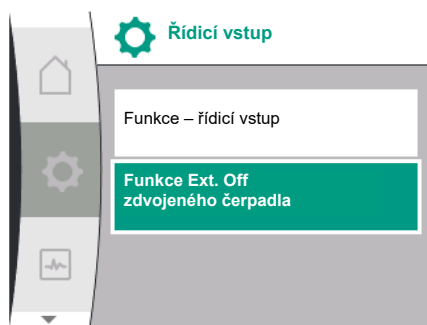 Řídicí vstup
Funkce – řídicí vstup
Funkce Ext. Off
zdvojeného čerpadla